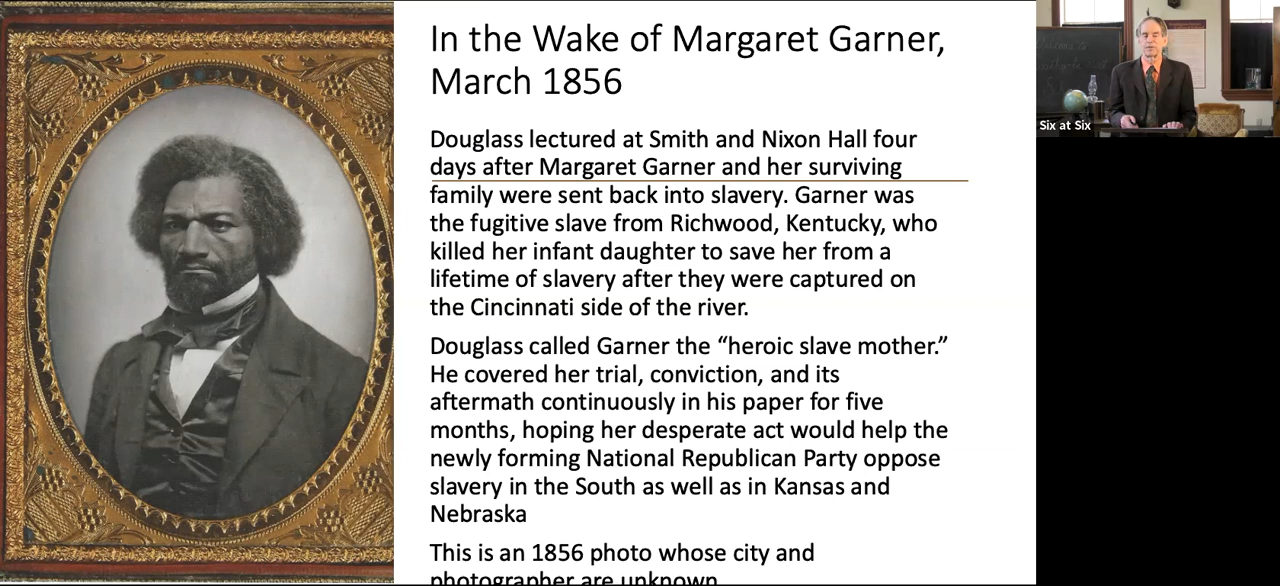 In the Wake of Margaret Garner,
March 1856
Douglass lectured at Smith and Nixon Hall four
days after Margaret Garner and her surviving
family were sent back into slavery. Garner was
the fugitive slave from Richwood, Kentucky, who
killed her infant daughter to save her from a
lifetime of slavery after they were captured on
the Cincinnati side of the river.
Douglass called Garner the “heroic slave mother.”
He covered her trial, conviction, and its
aftermath continuously in his paper for five
months, hoping her desperate act would help the
newly forming National Republican Party oppose
slavery in the South as well as in Kansas and
Nebraska
This is an 1856 photo whose city and
photographer are unknown
Six at Six